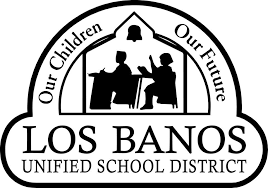 Our Children
Our Future
LOS BANOS
UNIFIED SCHOOL DISTRICT